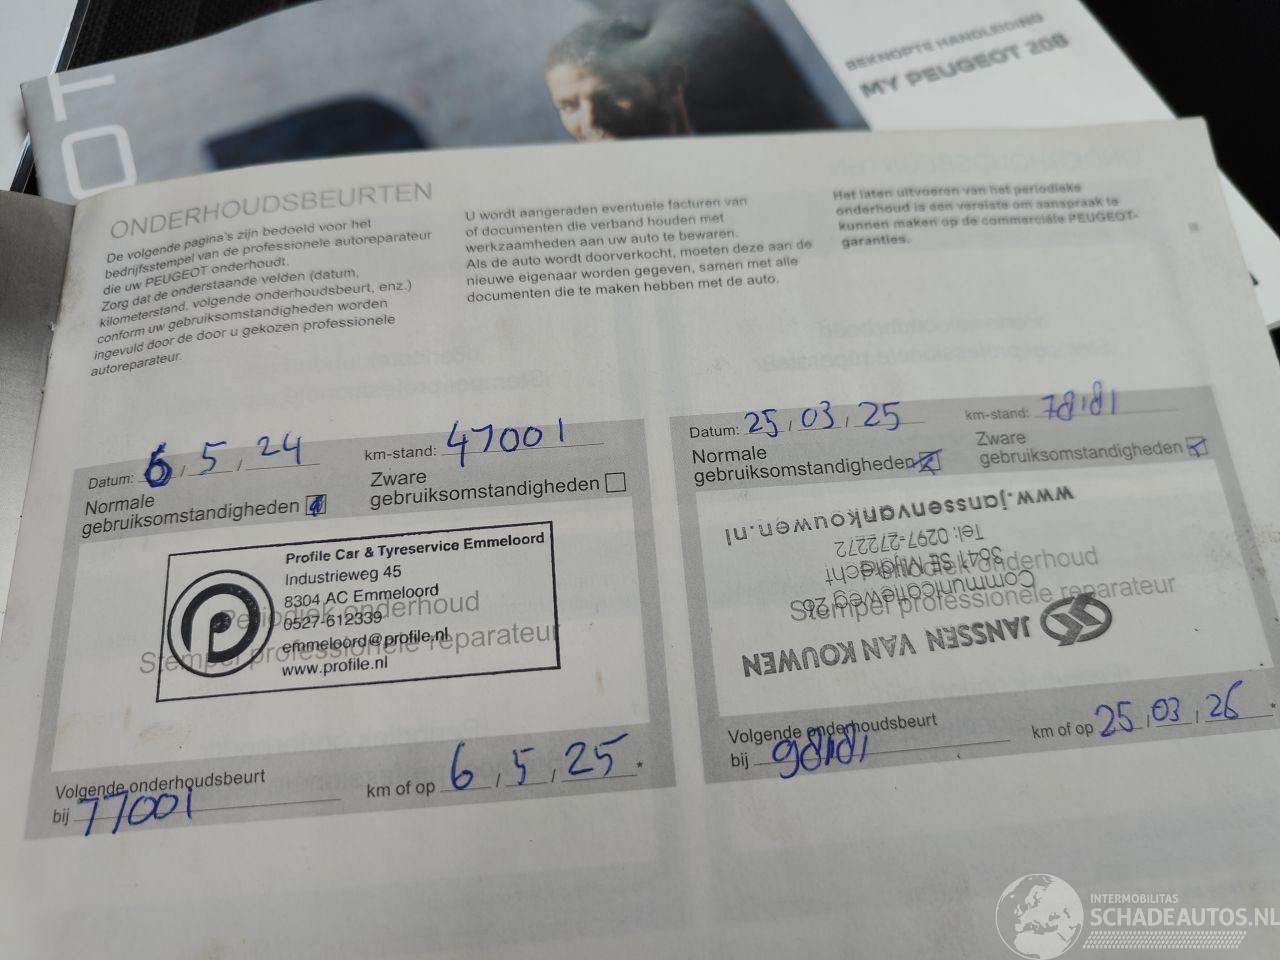 BEKNOPTE HANDLEIDING
MY PEUGEOT 208
ONDERHOUDSBEURTEN
De volgende pagina's zijn bedoeld voor het
bedrijfsstempel van de professionele autoreparateur
die uw PEUGEOT onderhoudt.
Zorg dat de onderstaande velden (datum,
kilometerstand, volgende onderhoudsbeurt, enz.)
conform uw gebruiksomstandigheden worden
ingevuld door de door u gekozen professionele
autoreparateur.
U wordt aangeraden eventuele facturen van
of documenten die verband houden met
werkzaamheden aan uw auto te bewaren.
Als de auto wordt doorverkocht, moeten deze aan de
nieuwe eigenaar worden gegeven, samen met alle
documenten die te maken hebben met de auto.
Het laten uitvoeren van het periodieke
onderhoud is een vereiste om aanspraak te
kunnen maken op de commerciële PEUGEOT-
garanties.
Datum: 6 / 5 / 24 km-stand: 47001
Normale
gebruiksomstandigheden
Zware
gebruiksomstandigheden
Profile Car & Tyreservice Emmeloord
Industrieweg 45
8304 AC Emmeloord
0527-612339
emmeloord@profile.nl
www.profile.nl
Periodiek onderhoud
Stempel professionele reparateur
Volgende onderhoudsbeurt
bij 77001 km of op 6 / 5 / 25 *
Datum: 25 / 03 / 25 km-stand: 78181
Normale
gebruiksomstandigheden
Zware
gebruiksomstandigheden
JANSSEN VAN KOUWEN
Communicatieweg 26
3641 SE Mijdrecht
Tel: 0297-272272
www.janssenvankouwen.nl
Periodiek onderhoud
Stempel professionele reparateur
Volgende onderhoudsbeurt
bij 98181 km of op 25 / 03 / 26 *
INTERMOBILITAS
SCHADEAUTOS.NL